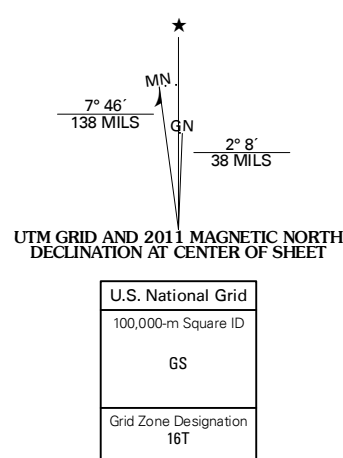 ★
MN
7° 46´
138 MILS
GN
2° 8´
38 MILS
UTM GRID AND 2011 MAGNETIC NORTH
DECLINATION AT CENTER OF SHEET
U.S. National Grid
100,000-m Square ID
GS
Grid Zone Designation
16T